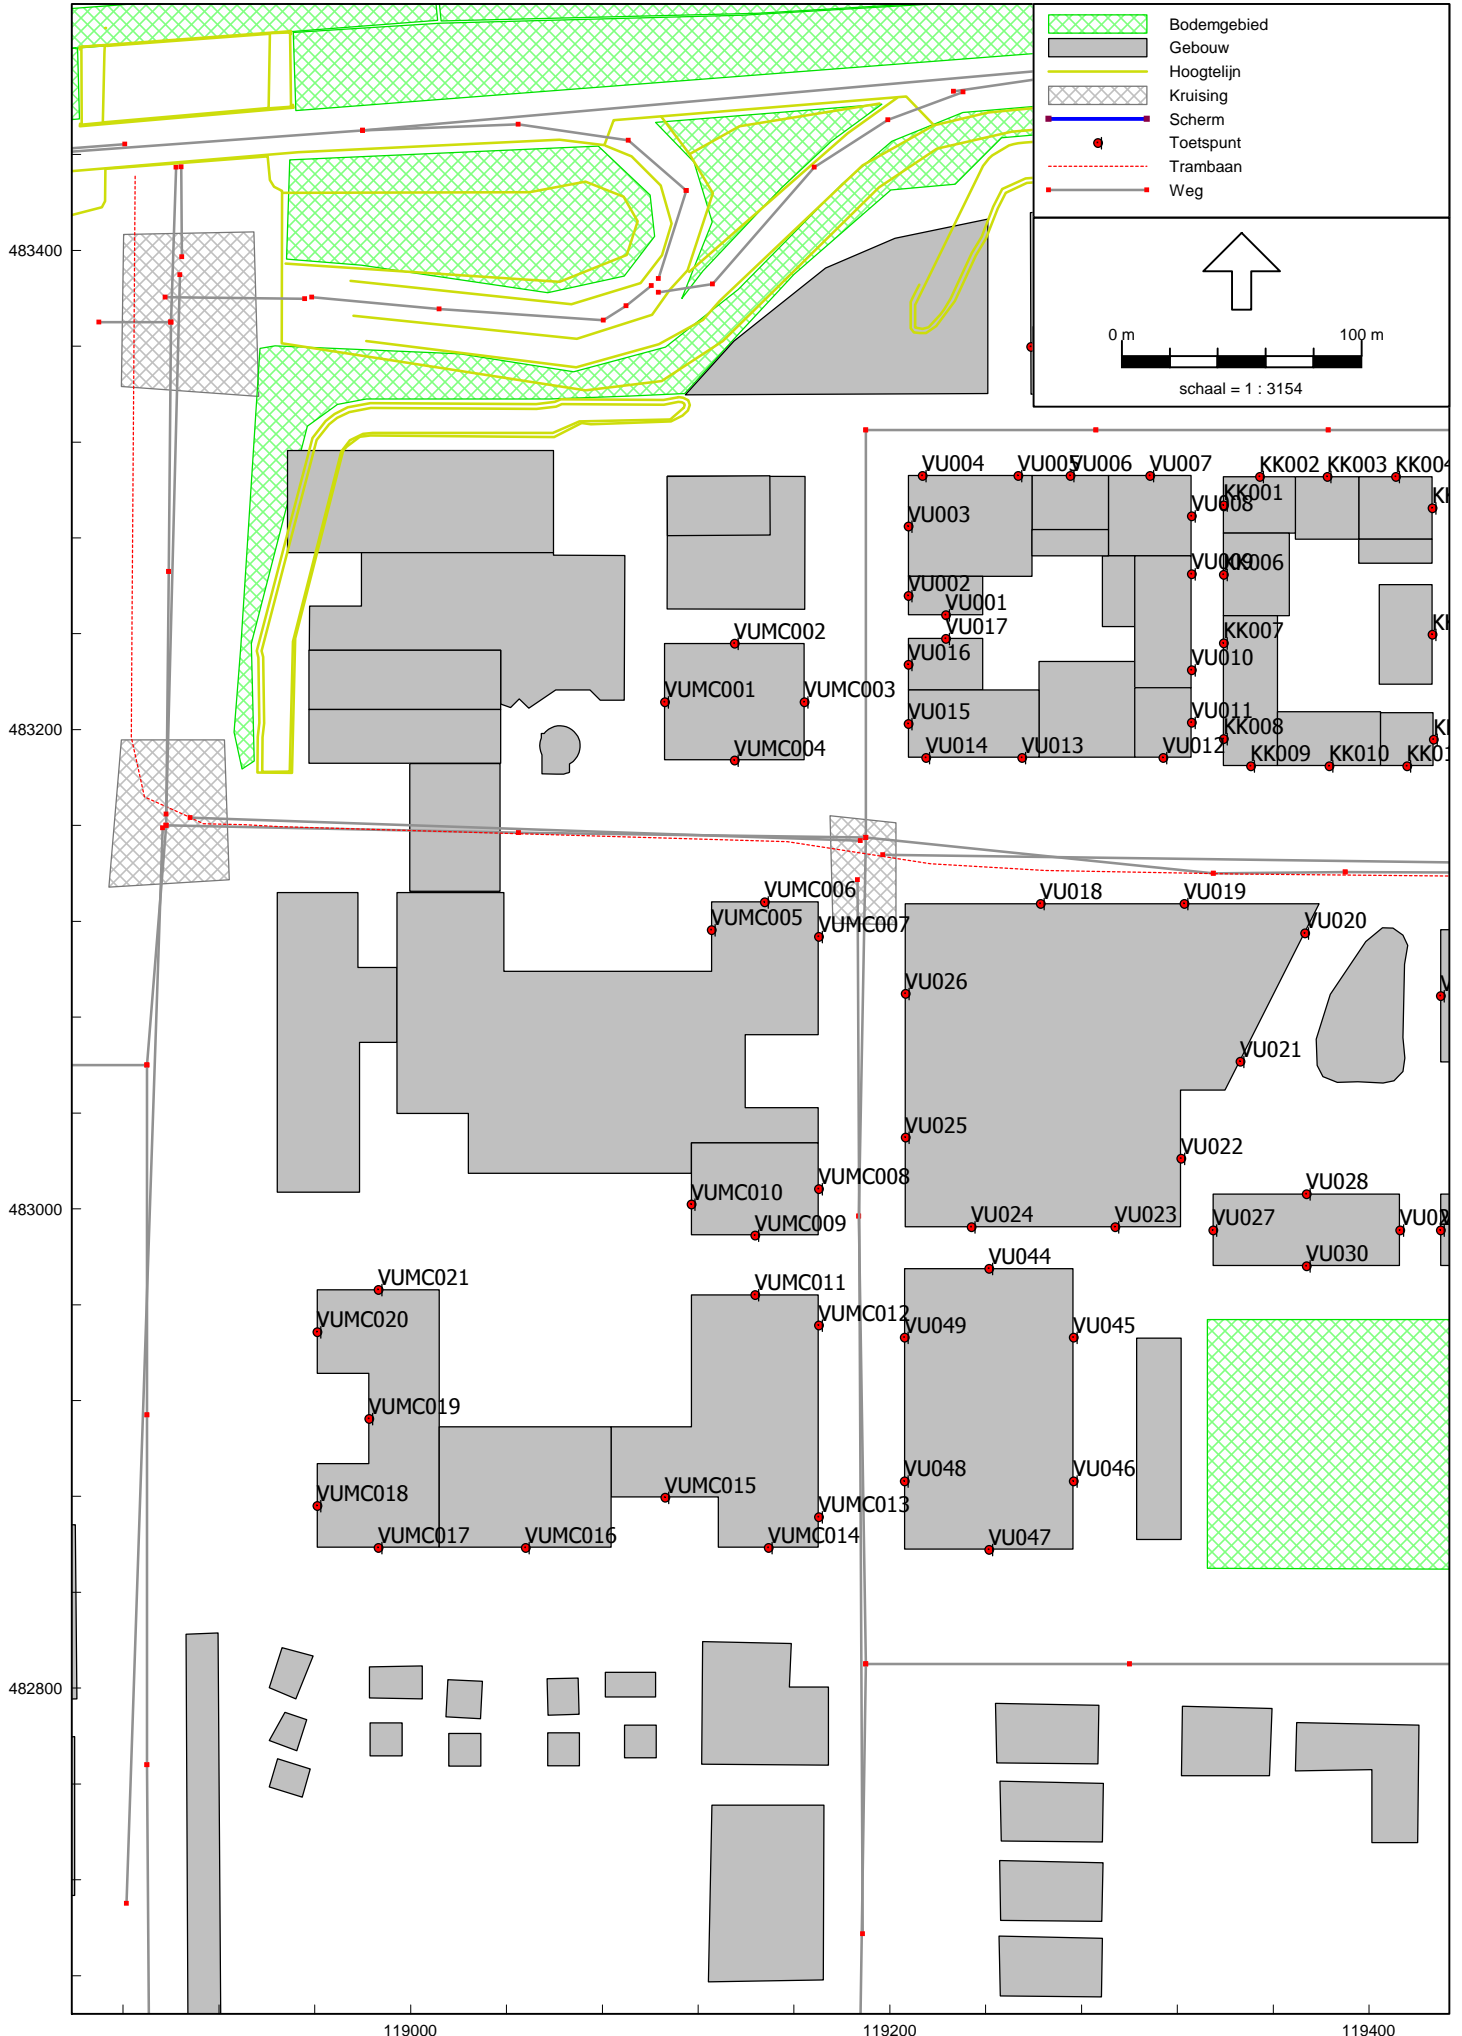 Bodemgebied
Gebouw
Hoogtelijn
Kruising
Scherm
Toetspunt
Trambaan
Weg
0 m 100 m
schaal = 1 : 3154
483400
483200
483000
482800
119000 119200 119400
VU004 VU005 VU006 VU007
KK002 KK003 KK004
KK001
VU008
VU003
VU009 KK006
VU002
VU001
VU017
KK007
VUMC002
VU016
VU010
VUMC001 VUMC003
VU015 VU011
KK008
VUMC004 VU014 VU013 VU012
KK009 KK010
VUMC006 VU018 VU019
VUMC005 VUMC007 VU020
VU026
VU021
VU025
VU022
VUMC008
VUMC010 VU028
VUMC009 VU024 VU023 VU027
VU030
VU044
VUMC021 VUMC011
VUMC020 VUMC012 VU049 VU045
VUMC019
VU048 VU046
VUMC015
VUMC018 VUMC013
VUMC017 VUMC016 VUMC014 VU047